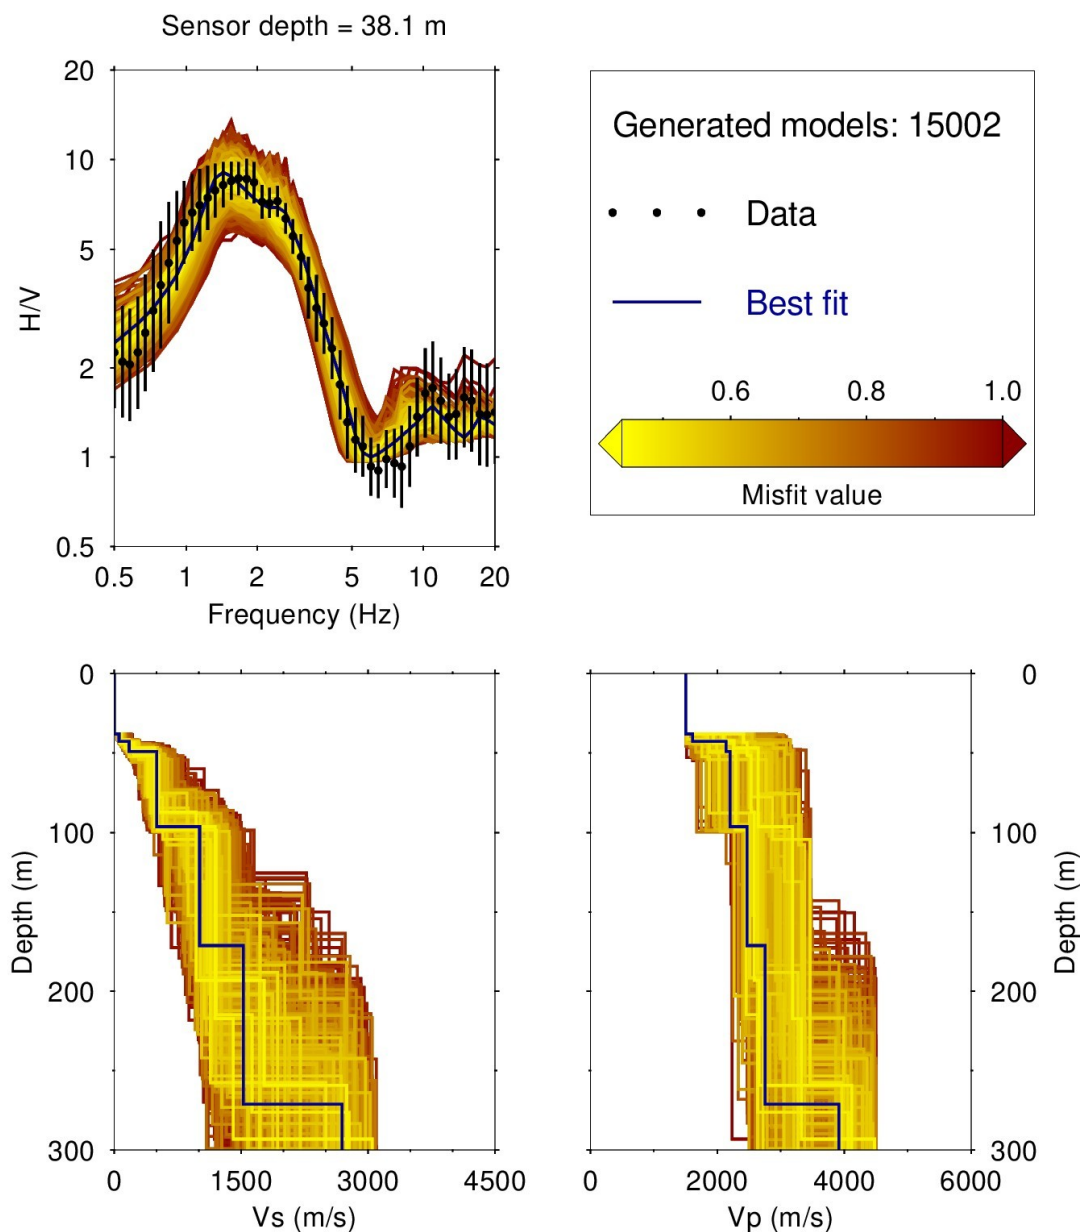 Sensor depth = 38.1 m
20
10
5
2
1
0.5
H/V
0.5 1 2 5 10 20
Frequency (Hz)
Generated models: 15002
Data
Best fit
0.6 0.8 1.0
Misfit value
0
100
200
300
Depth (m)
0 1500 3000 4500
Vs (m/s)
0
100
200
300
Depth (m)
0 2000 4000 6000
Vp (m/s)